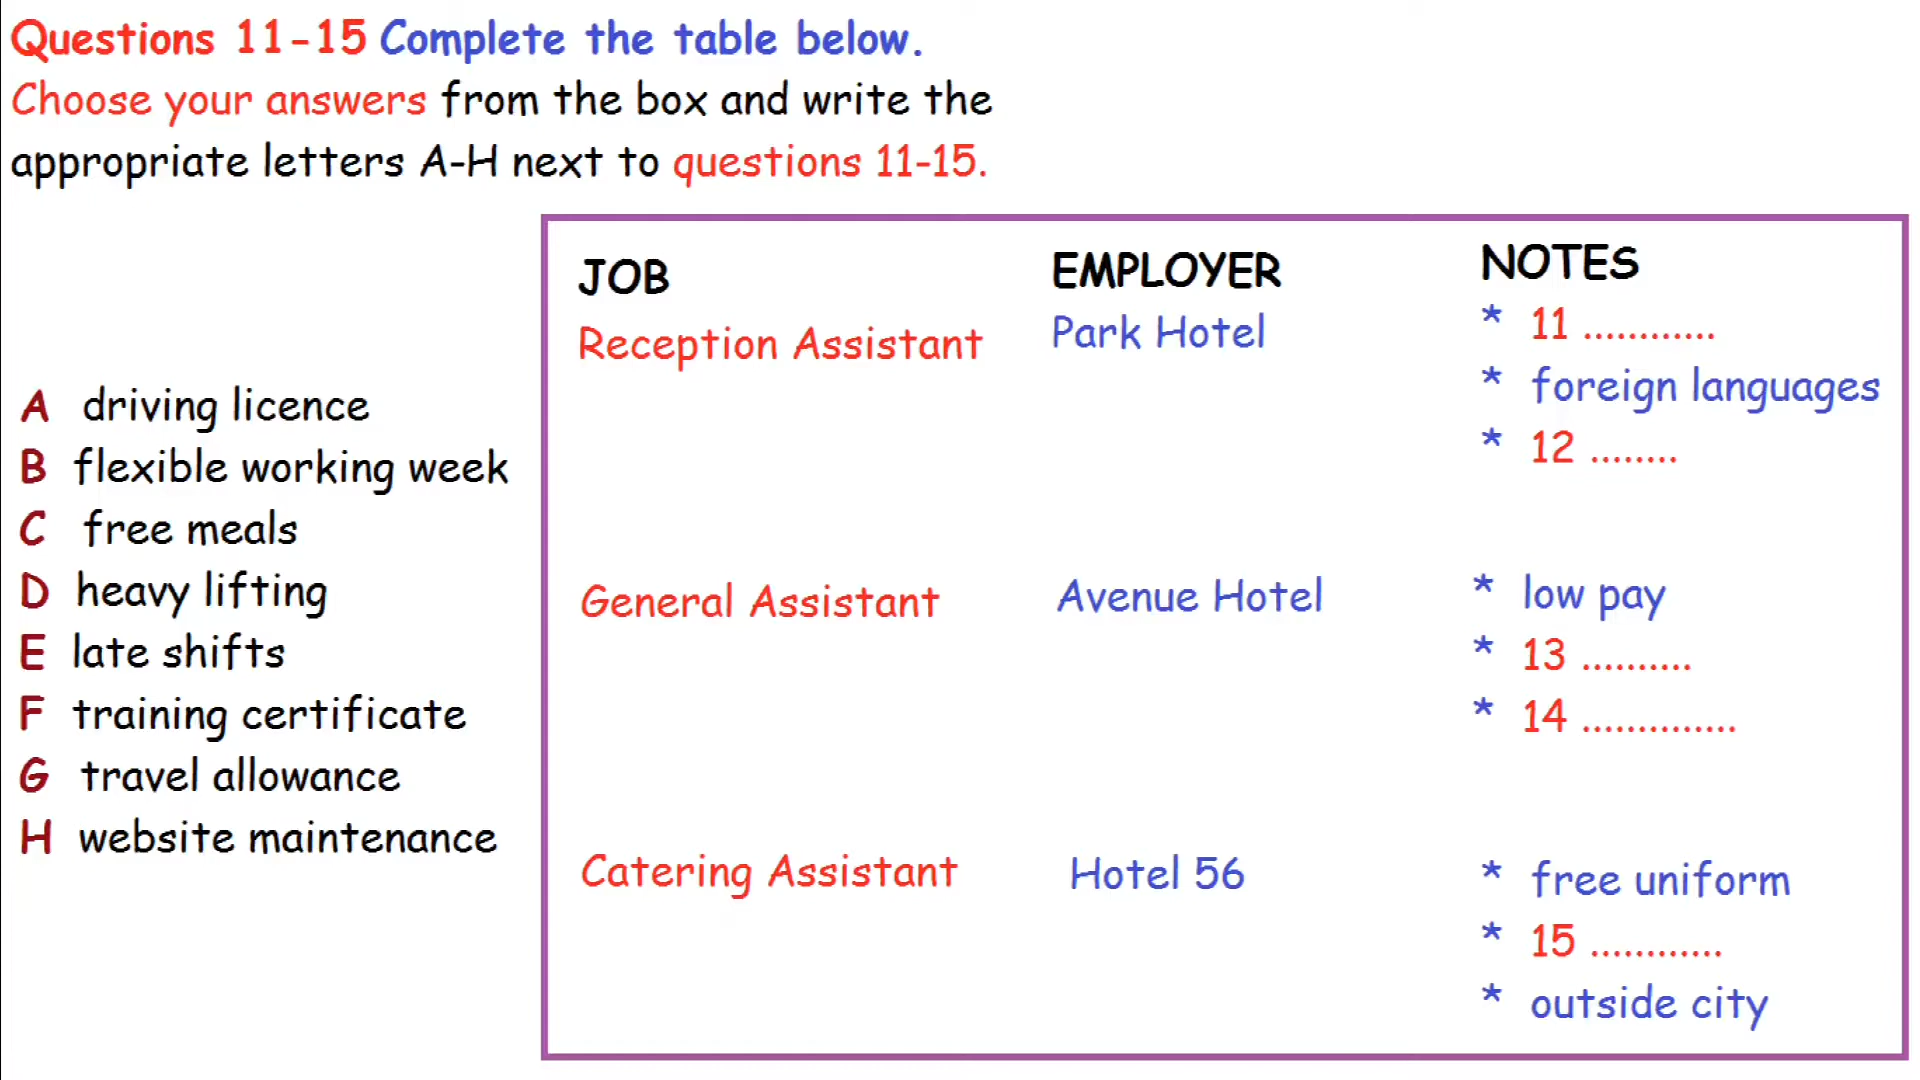 Questions 11-15 Complete the table below.
Choose your answers from the box and write the
appropriate letters A-H next to questions 11-15.
A driving licence
B flexible working week
C free meals
D heavy lifting
E late shifts
F training certificate
G travel allowance
H website maintenance
JOB EMPLOYER NOTES
Reception Assistant Park Hotel * 11 ............
* foreign languages
* 12 ........
General Assistant Avenue Hotel * low pay
* 13 ..........
* 14 ..............
Catering Assistant Hotel 56 * free uniform
* 15 ............
* outside city